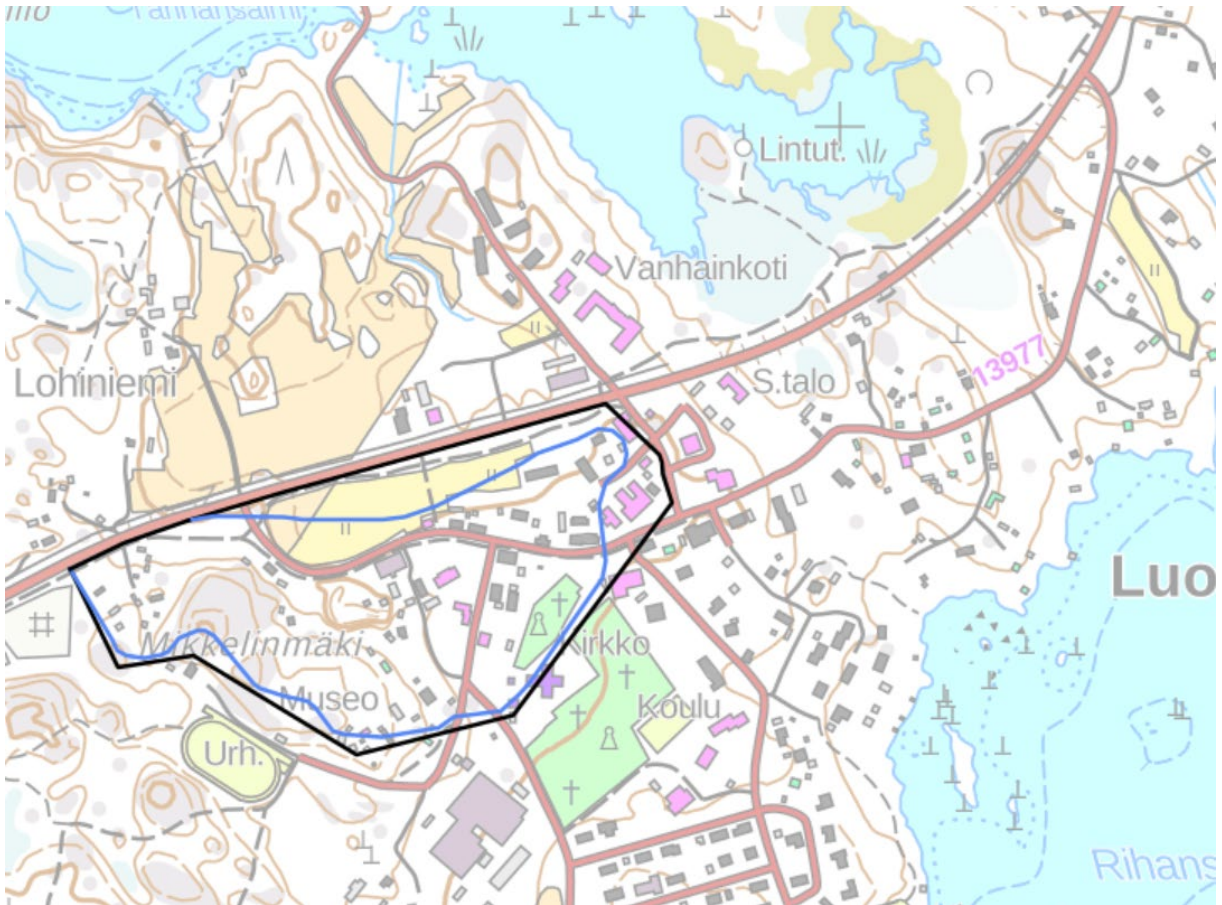 Lintut.
Vanhainkoti
S.talo
13977
Lohiniemi
Luo
Mikkelinmäki
Kirkko
Museo
Koulu
Urh.
Rihans